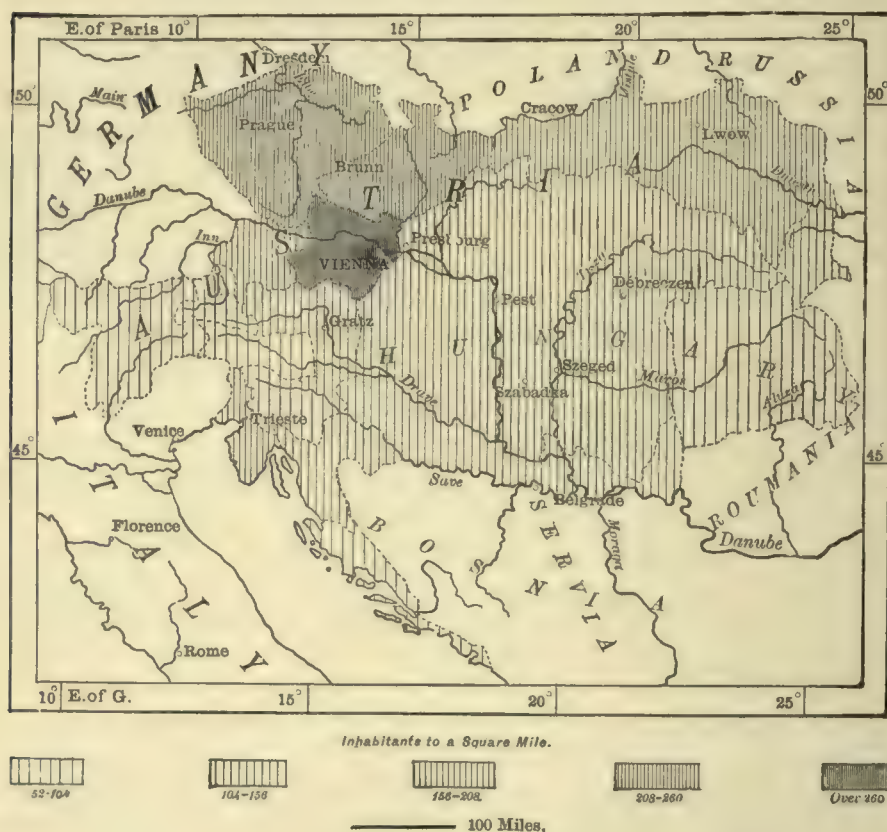 E. of Paris 10° 15° 20° 25°
GERMANY
Dresden
POLAND
RUSSIA
50° 50°
Main
Cracow
Vistule
Prague
Lwow
Brunn
AUSTRIA
Danube
Inn
Presburg
VIENNA
Pest
Debreczen
Gratz
HUNGARY
Szeged
Maros
Szabadka
Drave
Aluta
Venice
Trieste
45° 45°
Save
Belgrade
ROUMANIA
ITALY
Florence
BOSNA
SERVIA
Morava
Danube
Rome
10° E. of G. 15° 20° 25°
Inhabitants to a Square Mile.
52-104 104-156 156-208 208-260 Over 260
100 Miles.